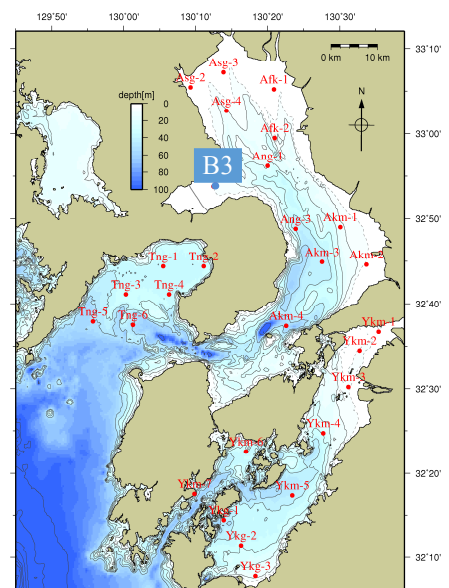 129°50' 130°00' 130°10' 130°20' 130°30'
33°10'
33°00'
32°50'
32°40'
32°30'
32°20'
32°10'
0 km 10 km
N
depth[m]
0
20
40
60
80
100
B3
Asg-3
Asg-2
Afk-1
Asg-4
Afk-2
Ang-1
Ang-3
Akm-1
Akm-3
Tng-1
Tng-2
Tng-3
Tng-4
Tng-5
Tng-6
Akm-4
Ykm-1
Ykm-2
Ykm-3
Ykm-4
Ykm-6
Ykm-7
Ykm-5
Ykg-1
Ykg-2
Ykg-3